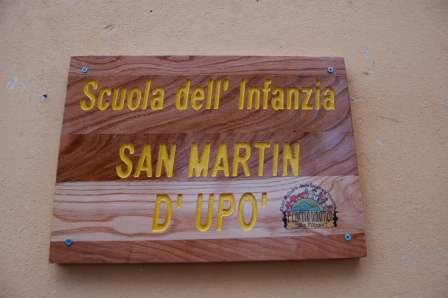 Scuola dell' Infanzia
SAN MARTIN
D' UPO'